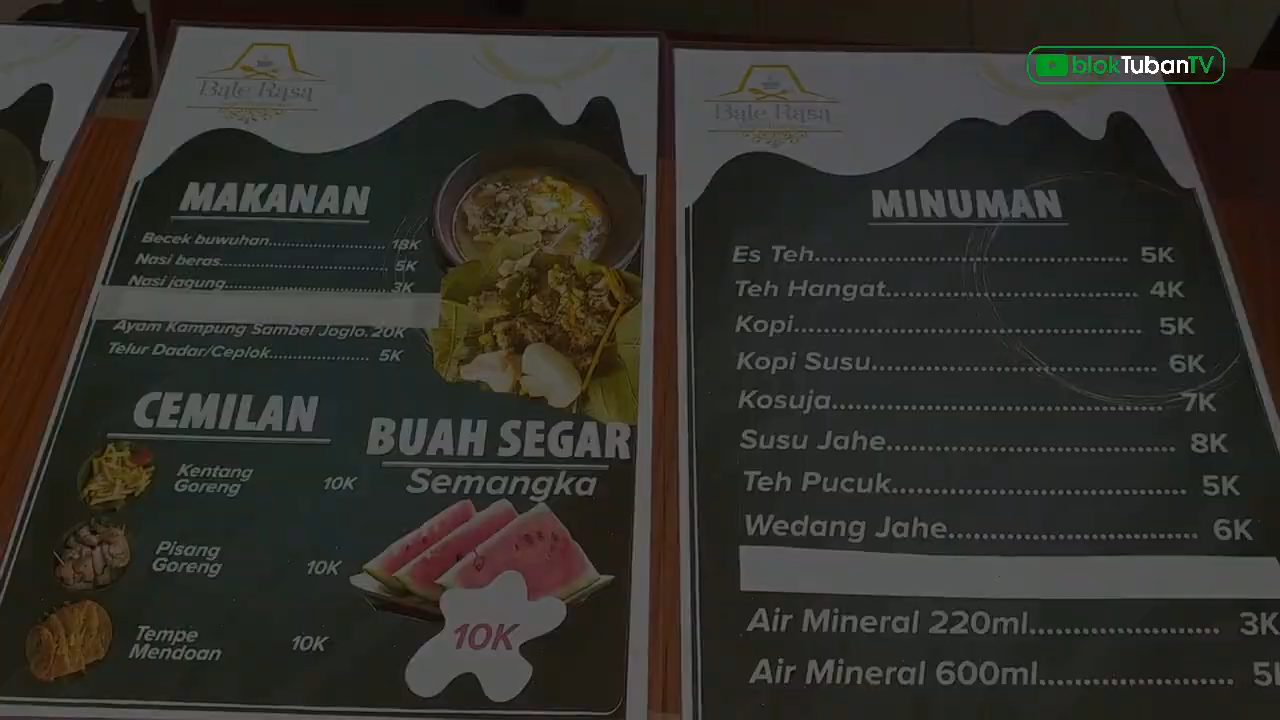 blokTubanTV
Bale Rasa
MAKANAN
Becek buwuhan.................... 18K
Nasi beras.................... 5K
Nasi jagung.................... 3K
Ayam Kampung Sambel Joglo. 20K
Telur Dadar/Ceplok.................... 5K
CEMILAN
Kentang
Goreng 10K
Pisang
Goreng 10K
Tempe
Mendoan 10K
BUAH SEGAR
Semangka
10K
Bale Rasa
MINUMAN
Es Teh.................... 5K
Teh Hangat.................... 4K
Kopi.................... 5K
Kopi Susu.................... 6K
Kosuja.................... 7K
Susu Jahe.................... 8K
Teh Pucuk.................... 5K
Wedang Jahe.................... 6K
Air Mineral 220ml.................... 3K
Air Mineral 600ml.................... 5